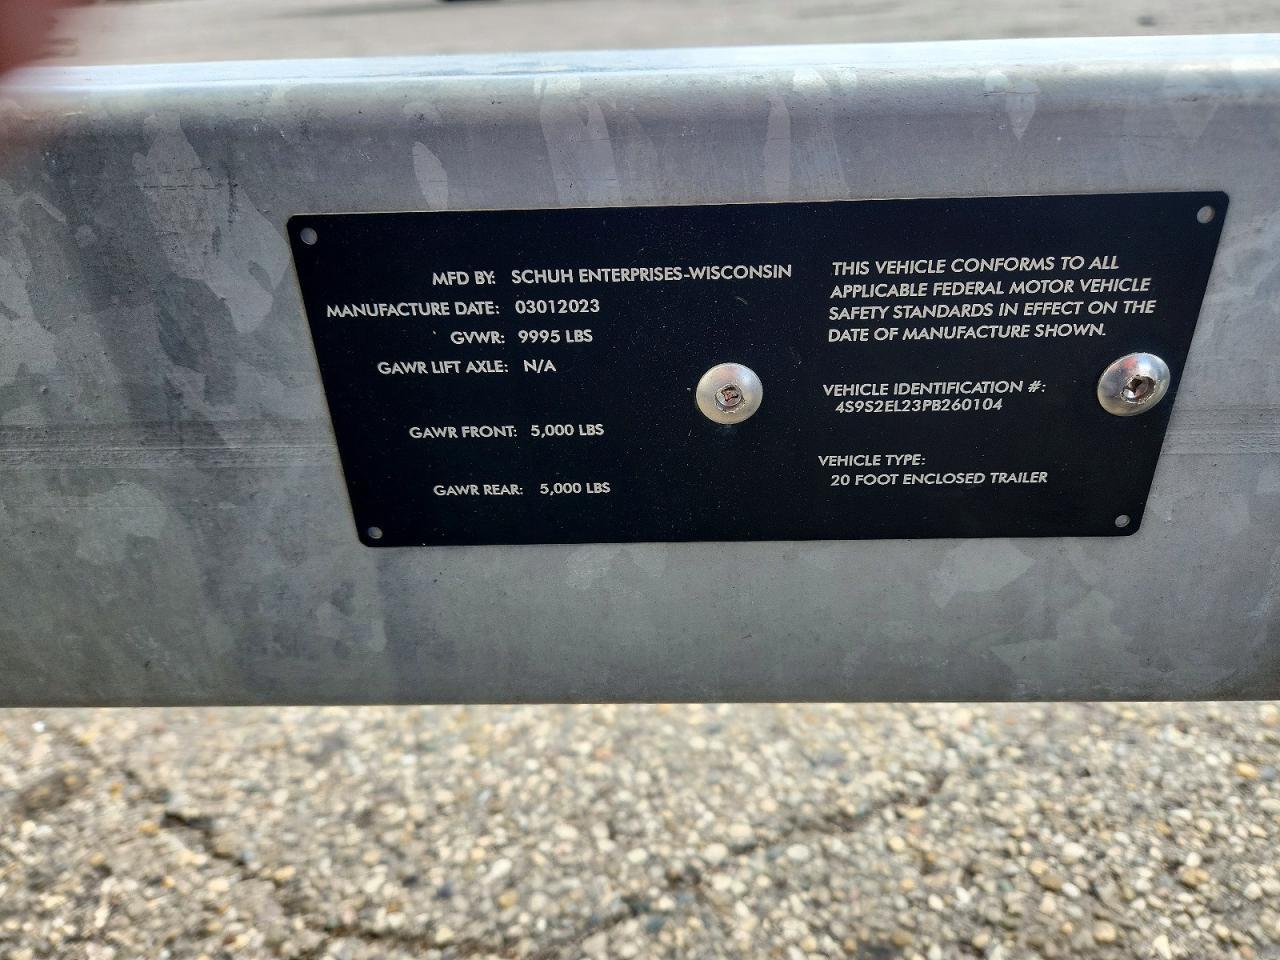 MFD BY: SCHUH ENTERPRISES-WISCONSIN
MANUFACTURE DATE: 03012023
GVWR: 9995 LBS
GAWR LIFT AXLE: N/A
GAWR FRONT: 5,000 LBS
GAWR REAR: 5,000 LBS
THIS VEHICLE CONFORMS TO ALL
APPLICABLE FEDERAL MOTOR VEHICLE
SAFETY STANDARDS IN EFFECT ON THE
DATE OF MANUFACTURE SHOWN.
VEHICLE IDENTIFICATION #:
4S9S2EL23PB260104
VEHICLE TYPE:
20 FOOT ENCLOSED TRAILER